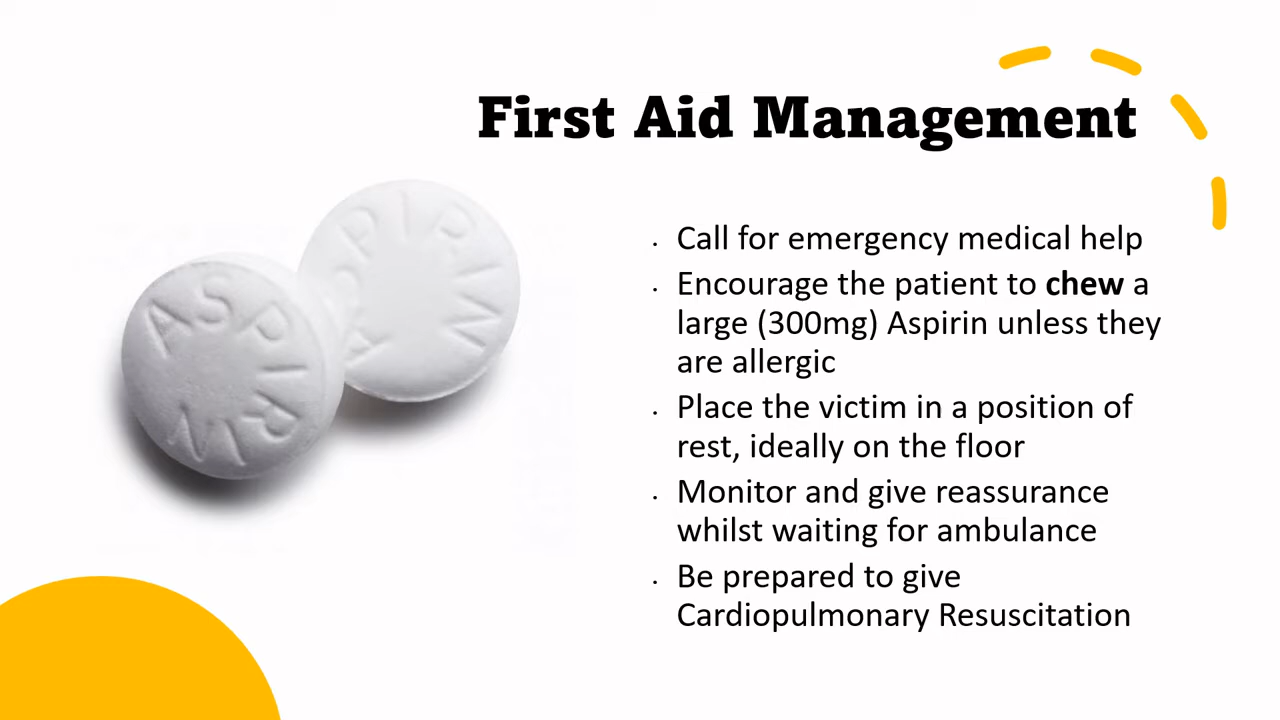 First Aid Management
ASPIRIN
ASPIRIN
. Call for emergency medical help
. Encourage the patient to chew a
large (300mg) Aspirin unless they
are allergic
. Place the victim in a position of
rest, ideally on the floor
. Monitor and give reassurance
whilst waiting for ambulance
. Be prepared to give
Cardiopulmonary Resuscitation